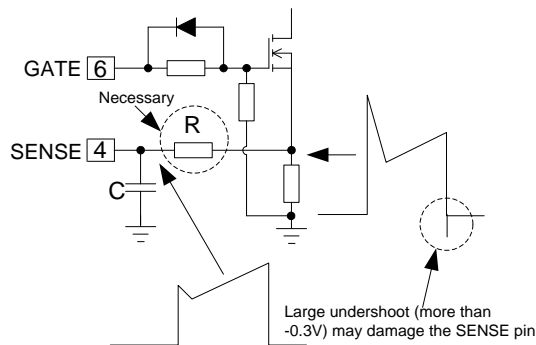 GATE 6
Necessary
R
SENSE 4
C
Large undershoot (more than
-0.3V) may damage the SENSE pin